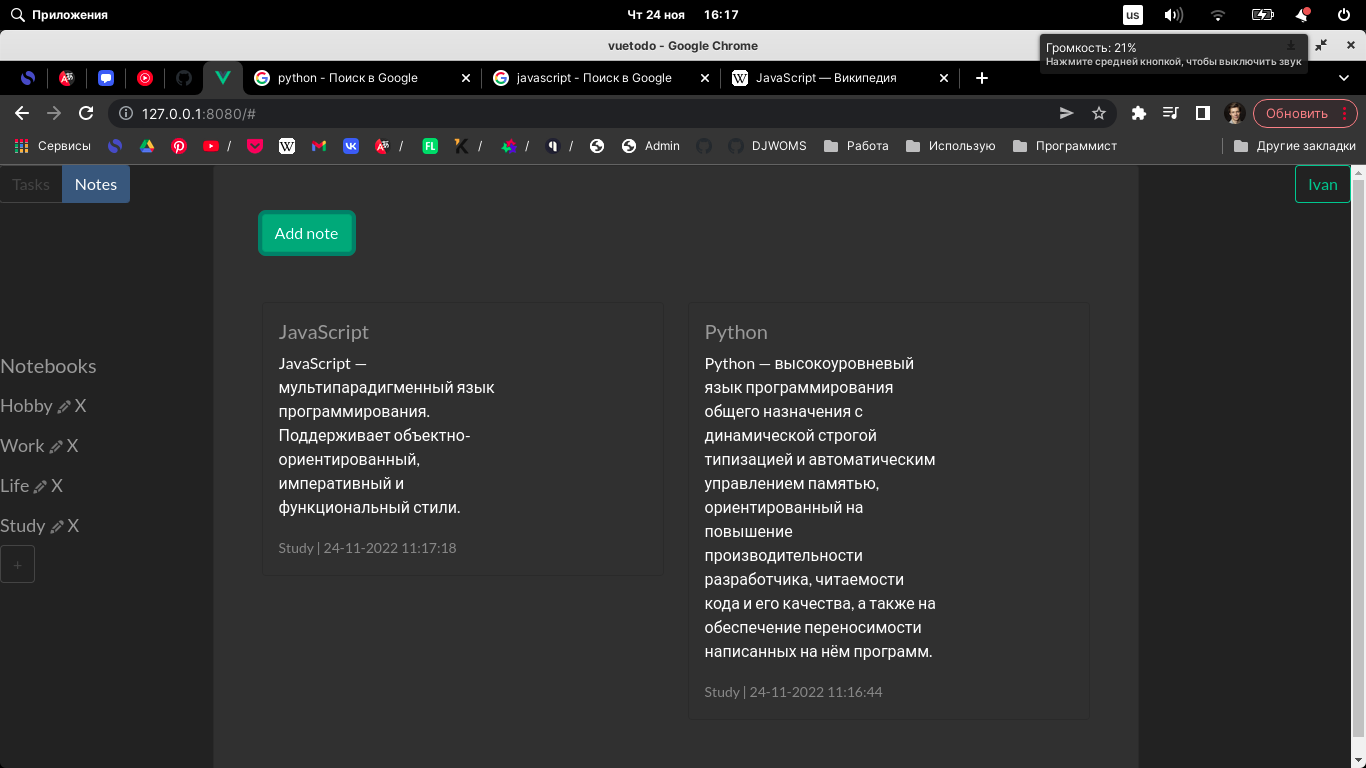 Приложения
Чт 24 ноя 16:17
us
vuetodo - Google Chrome
Громкость: 21%
Нажмите средней кнопкой, чтобы выключить звук
python - Поиск в Google
javascript - Поиск в Google
JavaScript — Википедия
127.0.0.1:8080/#
Обновить
Сервисы
/
/
FL
/
/
/
Admin
DJWOMS
Работа
Использую
Программист
Другие закладки
Tasks
Notes
Ivan
Add note
Notebooks
Hobby X
Work X
Life X
Study X
+
JavaScript
JavaScript —
мультипарадигменный язык
программирования.
Поддерживает объектно-
ориентированный,
императивный и
функциональный стили.
Study | 24-11-2022 11:17:18
Python
Python — высокоуровневый
язык программирования
общего назначения с
динамической строгой
типизацией и автоматическим
управлением памятью,
ориентированный на
повышение
производительности
разработчика, читаемости
кода и его качества, а также на
обеспечение переносимости
написанных на нём программ.
Study | 24-11-2022 11:16:44